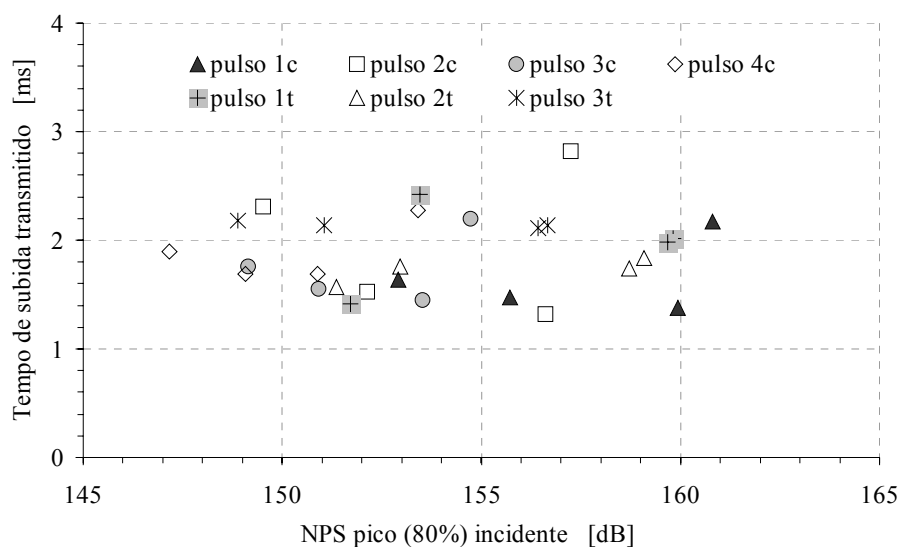 4
pulso 1c pulso 2c pulso 3c pulso 4c
pulso 1t pulso 2t pulso 3t
3
2
1
0
145 150 155 160 165
Tempo de subida transmitido [ms]
NPS pico (80%) incidente [dB]